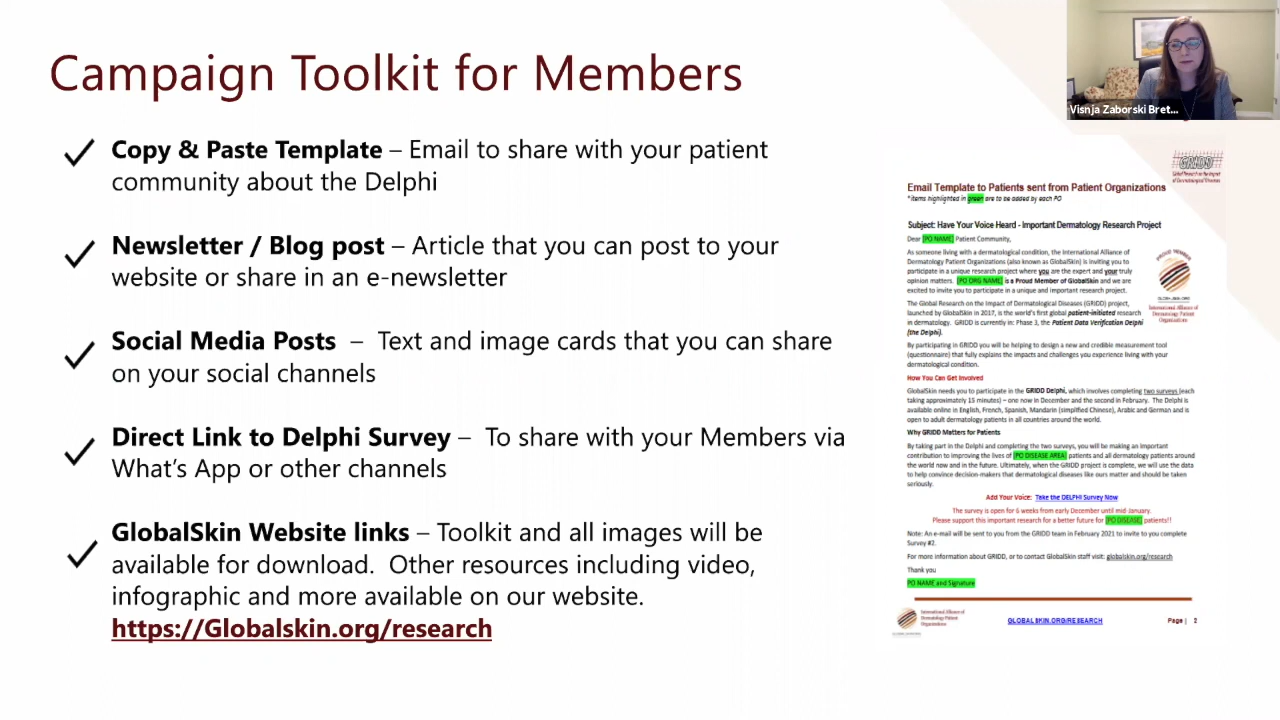 Campaign Toolkit for Members
Visnja Zaborski Bret...
Copy & Paste Template – Email to share with your patient
community about the Delphi
Newsletter / Blog post – Article that you can post to your
website or share in an e-newsletter
Social Media Posts – Text and image cards that you can share
on your social channels
Direct Link to Delphi Survey – To share with your Members via
What's App or other channels
GlobalSkin Website links – Toolkit and all images will be
available for download. Other resources including video,
infographic and more available on our website.
https://Globalskin.org/research
GRIDD
Global Research on the Impact
of Dermatological Diseases
Email Template to Patients sent from Patient Organizations
*items highlighted in green are to be added by each PO
Subject: Have Your Voice Heard - Important Dermatology Research Project
Dear [PO NAME] Patient Community,
As someone living with a dermatological condition, the International Alliance of
Dermatology Patient Organizations (also known as GlobalSkin) is inviting you to
participate in a unique research project where you are the expert and your truly
opinion matters. [PO ORG NAME] is a Proud Member of GlobalSkin and we are
excited to invite you to participate in a unique and important research project.
PROUD MEMBER
International Alliance of
Dermatology Patient
Organizations
The Global Research on the Impact of Dermatological Diseases (GRIDD) project,
launched by GlobalSkin in 2017, is the world's first global patient-initiated research
in dermatology. GRIDD is currently in: Phase 3, the Patient Data Verification Delphi
(the Delphi).
By participating in GRIDD you will be helping to design a new and credible measurement tool
(questionnaire) that fully explains the impacts and challenges you experience living with your
dermatological condition.
How You Can Get Involved
GlobalSkin needs you to participate in the GRIDD Delphi, which involves completing two surveys (each
taking approximately 15 minutes) – one now in December and the second in February. The Delphi is
available online in English, French, Spanish, Mandarin (simplified Chinese), Arabic and German and is
open to adult dermatology patients in all countries around the world.
Why GRIDD Matters for Patients
By taking part in the Delphi and completing the two surveys, you will be making an important
contribution to improving the lives of [PO DISEASE AREA] patients and all dermatology patients around
the world now and in the future. Ultimately, when the GRIDD project is complete, we will use the data
to help convince decision-makers that dermatological diseases like ours matter and should be taken
seriously.
Add Your Voice: Take the DELPHI Survey Now
The survey is open for 6 weeks from early December until mid-January.
Please support this important research for a better future for [PO DISEASE] patients!!
Note: An e-mail will be sent to you from the GRIDD team in February 2021 to invite to you complete
Survey #2.
For more information about GRIDD, or to contact GlobalSkin staff visit: globalskin.org/research
Thank you
PO NAME and Signature
International Alliance of
Dermatology Patient
Organizations
GLOBALSKIN.ORG/RESEARCH
Page | 2